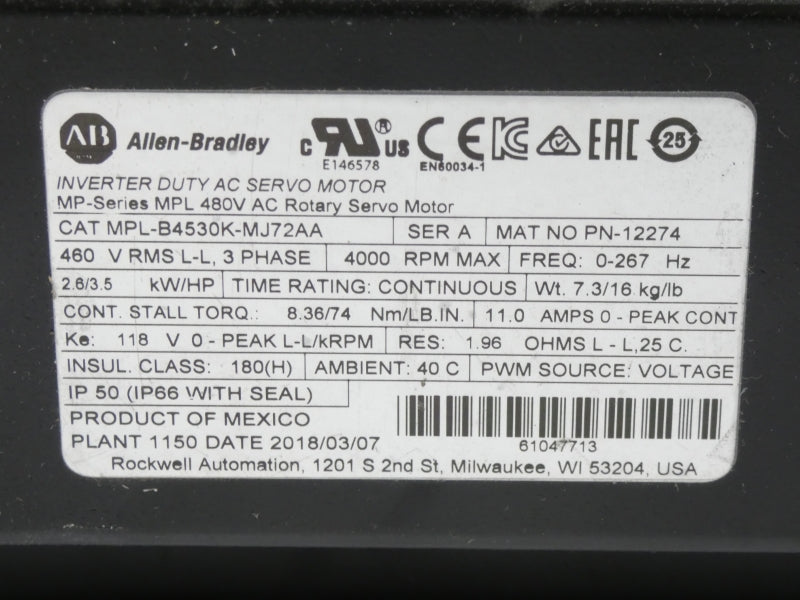 AB Allen-Bradley c RU ® US CE KC EAC 25
E146578 EN60034-1
INVERTER DUTY AC SERVO MOTOR
MP-Series MPL 480V AC Rotary Servo Motor
CAT MPL-B4530K-MJ72AA SER A MAT NO PN-12274
460 V RMS L-L, 3 PHASE 4000 RPM MAX FREQ: 0-267 Hz
2.6/3.5 kW/HP TIME RATING: CONTINUOUS Wt. 7.3/16 kg/lb
CONT. STALL TORQ.: 8.36/74 Nm/LB.IN. 11.0 AMPS 0 - PEAK CONT
Ke: 118 V 0 - PEAK L-L/kRPM RES: 1.96 OHMS L - L,25 C.
INSUL. CLASS: 180(H) AMBIENT: 40 C PWM SOURCE: VOLTAGE
IP 50 (IP66 WITH SEAL)
PRODUCT OF MEXICO
PLANT 1150 DATE 2018/03/07 61047713
Rockwell Automation, 1201 S 2nd St, Milwaukee, WI 53204, USA